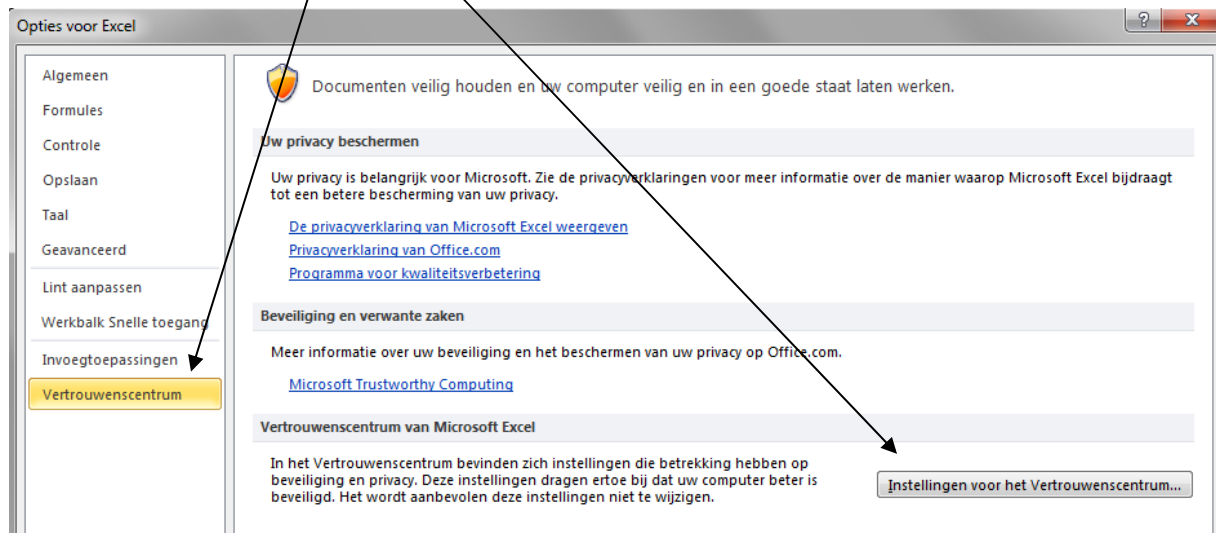 Opties voor Excel
?
X
Algemeen
Formules
Controle
Opslaan
Taal
Geavanceerd
Lint aanpassen
Werkbalk Snelle toegang
Invoegtoepassingen
Vertrouwenscentrum
Documenten veilig houden en uw computer veilig en in een goede staat laten werken.
Uw privacy beschermen
Uw privacy is belangrijk voor Microsoft. Zie de privacyverklaringen voor meer informatie over de manier waarop Microsoft Excel bijdraagt
tot een betere bescherming van uw privacy.
De privacyverklaring van Microsoft Excel weergeven
Privacyverklaring van Office.com
Programma voor kwaliteitsverbetering
Beveiliging en verwante zaken
Meer informatie over uw beveiliging en het beschermen van uw privacy op Office.com.
Microsoft Trustworthy Computing
Vertrouwenscentrum van Microsoft Excel
In het Vertrouwenscentrum bevinden zich instellingen die betrekking hebben op
beveiliging en privacy. Deze instellingen dragen ertoe bij dat uw computer beter is
beveiligd. Het wordt aanbevolen deze instellingen niet te wijzigen.
Instellingen voor het Vertrouwenscentrum...